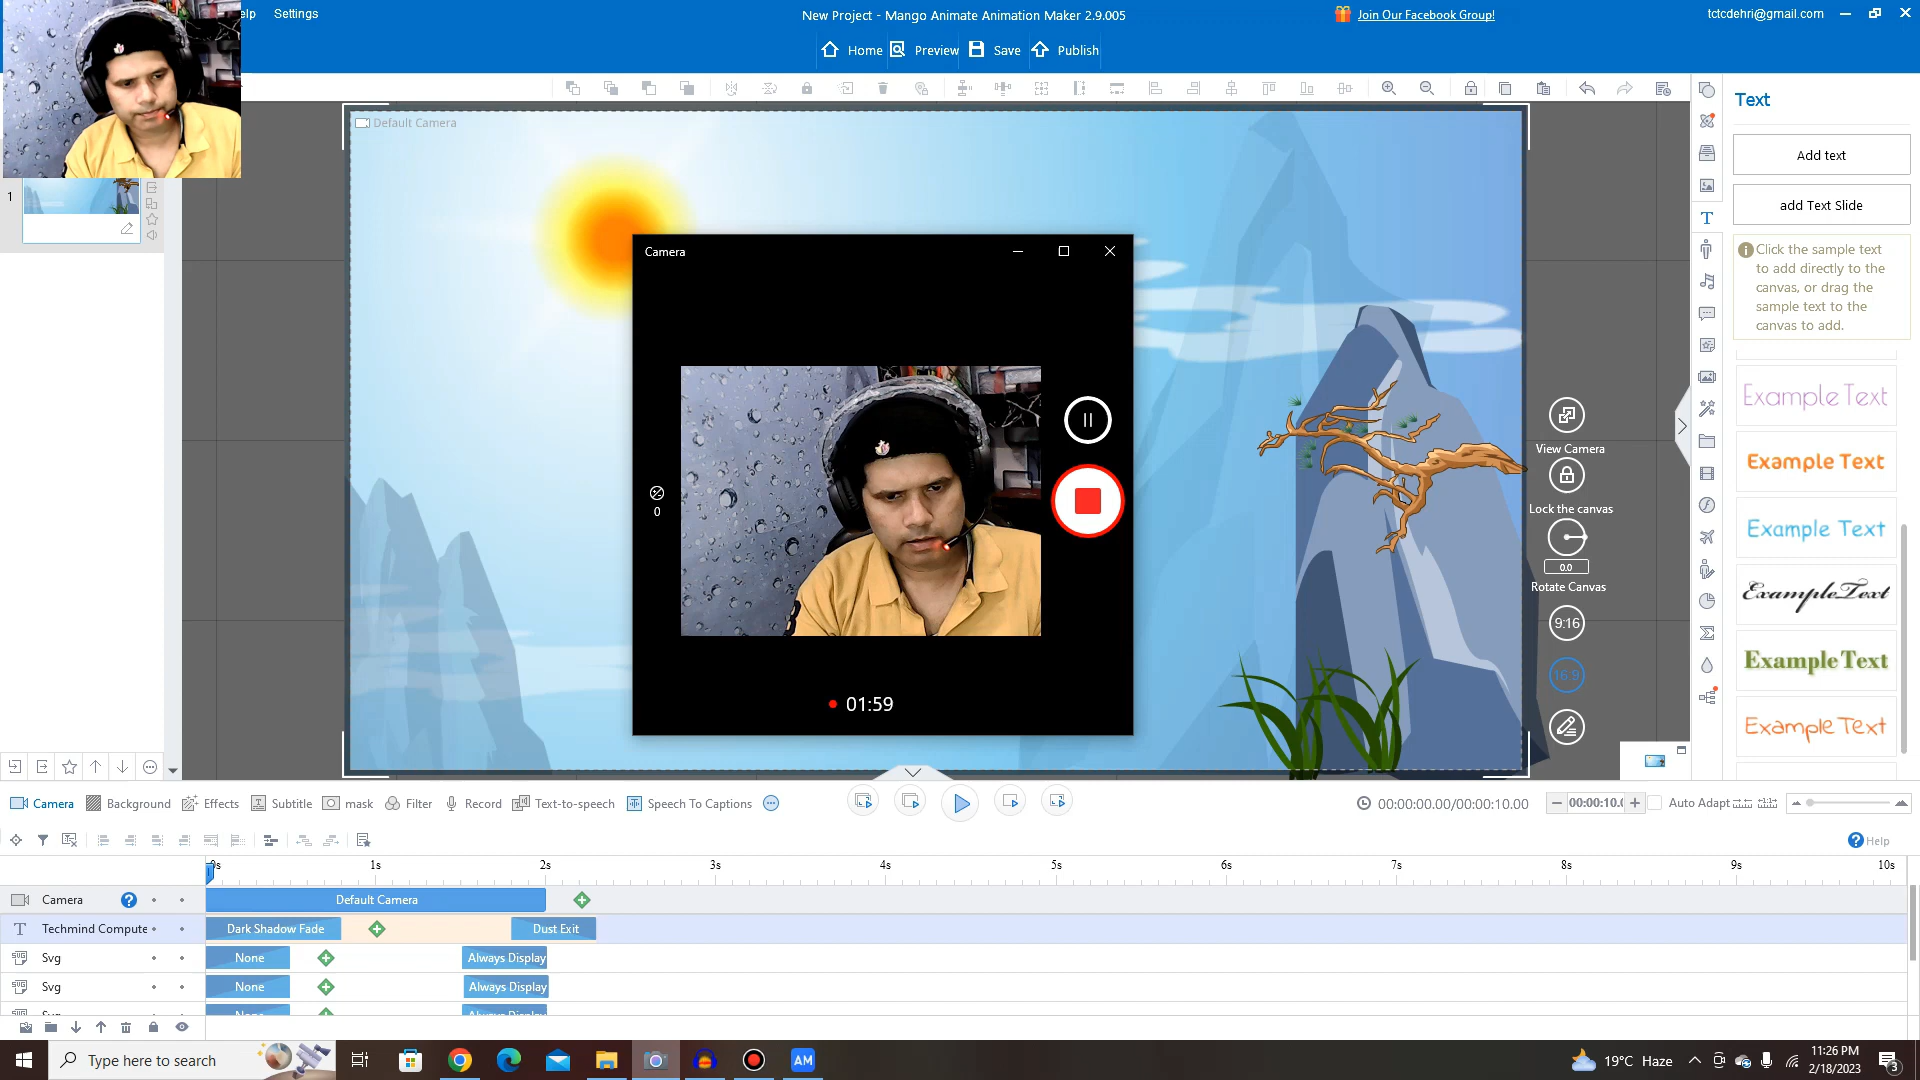 elp
Settings
New Project - Mango Animate Animation Maker 2.9.005
Join Our Facebook Group!
tctcdehri@gmail.com
Home
Preview
Save
Publish
Default Camera
Text
Add text
add Text Slide
Click the sample text
to add directly to the
canvas, or drag the
sample text to the
canvas to add.
1
Camera
0
01:59
View Camera
Lock the canvas
0.0
Rotate Canvas
9:16
16:9
Example Text
Example Text
Example Text
Example Text
Example Text
Example Text
Camera
Background
Effects
Subtitle
mask
Filter
Record
Text-to-speech
Speech To Captions
00:00:00.00/00:00:10.00
00:00:10.
Auto Adapt
Help
0s 1s 2s 3s 4s 5s 6s 7s 8s 9s 10s
Camera
Default Camera
Techmind Compute
Dark Shadow Fade
Dust Exit
Svg
None
Always Display
Svg
None
Always Display
Svg
None
Always Display
Type here to search
AM
19°C Haze
11:26 PM
2/18/2023
3